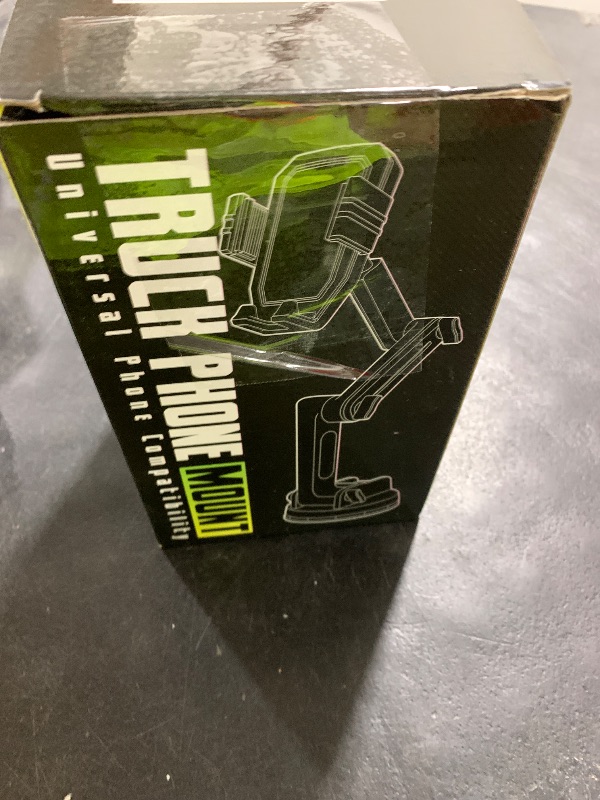 TRUCK PHONE MOUNT
Universal Phone Compatibility